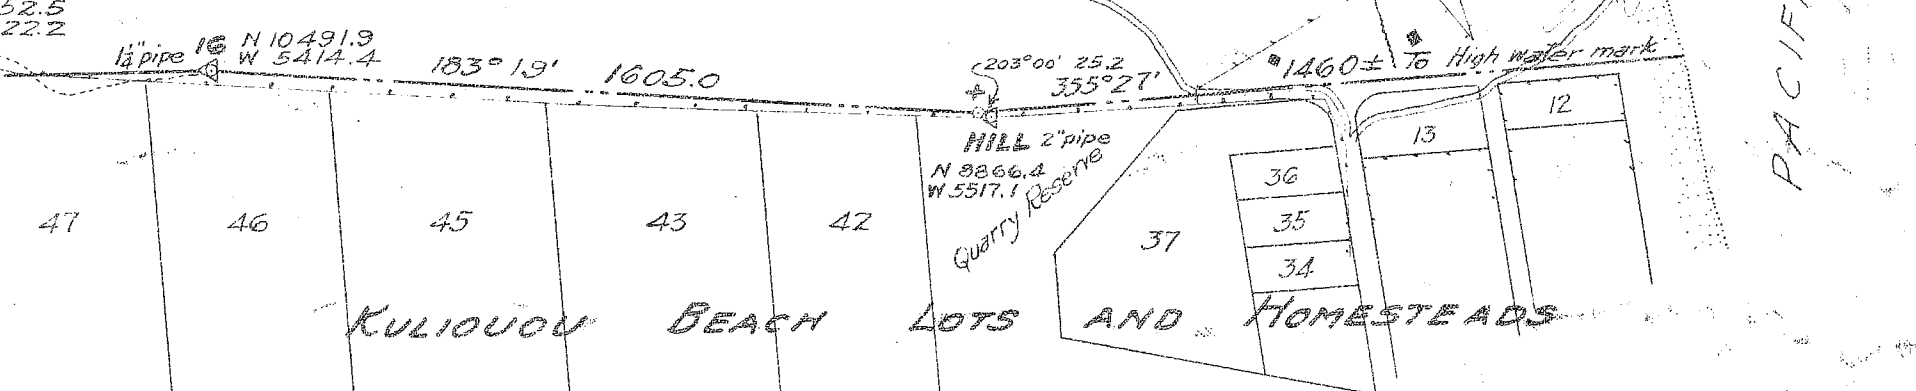 52.5
22.2
1¼" pipe
16
N 10491.9
W 5414.4
183° 19' 1605.0
203°00' 25.2
355°27'
1460± To High water mark
HILL 2" pipe
N 8866.4
W 5517.1
Quarry Reserve
47
46
45
43
42
37
36
35
34
13
12
KULIOUOU BEACH LOTS AND HOMESTEADS
PACIF